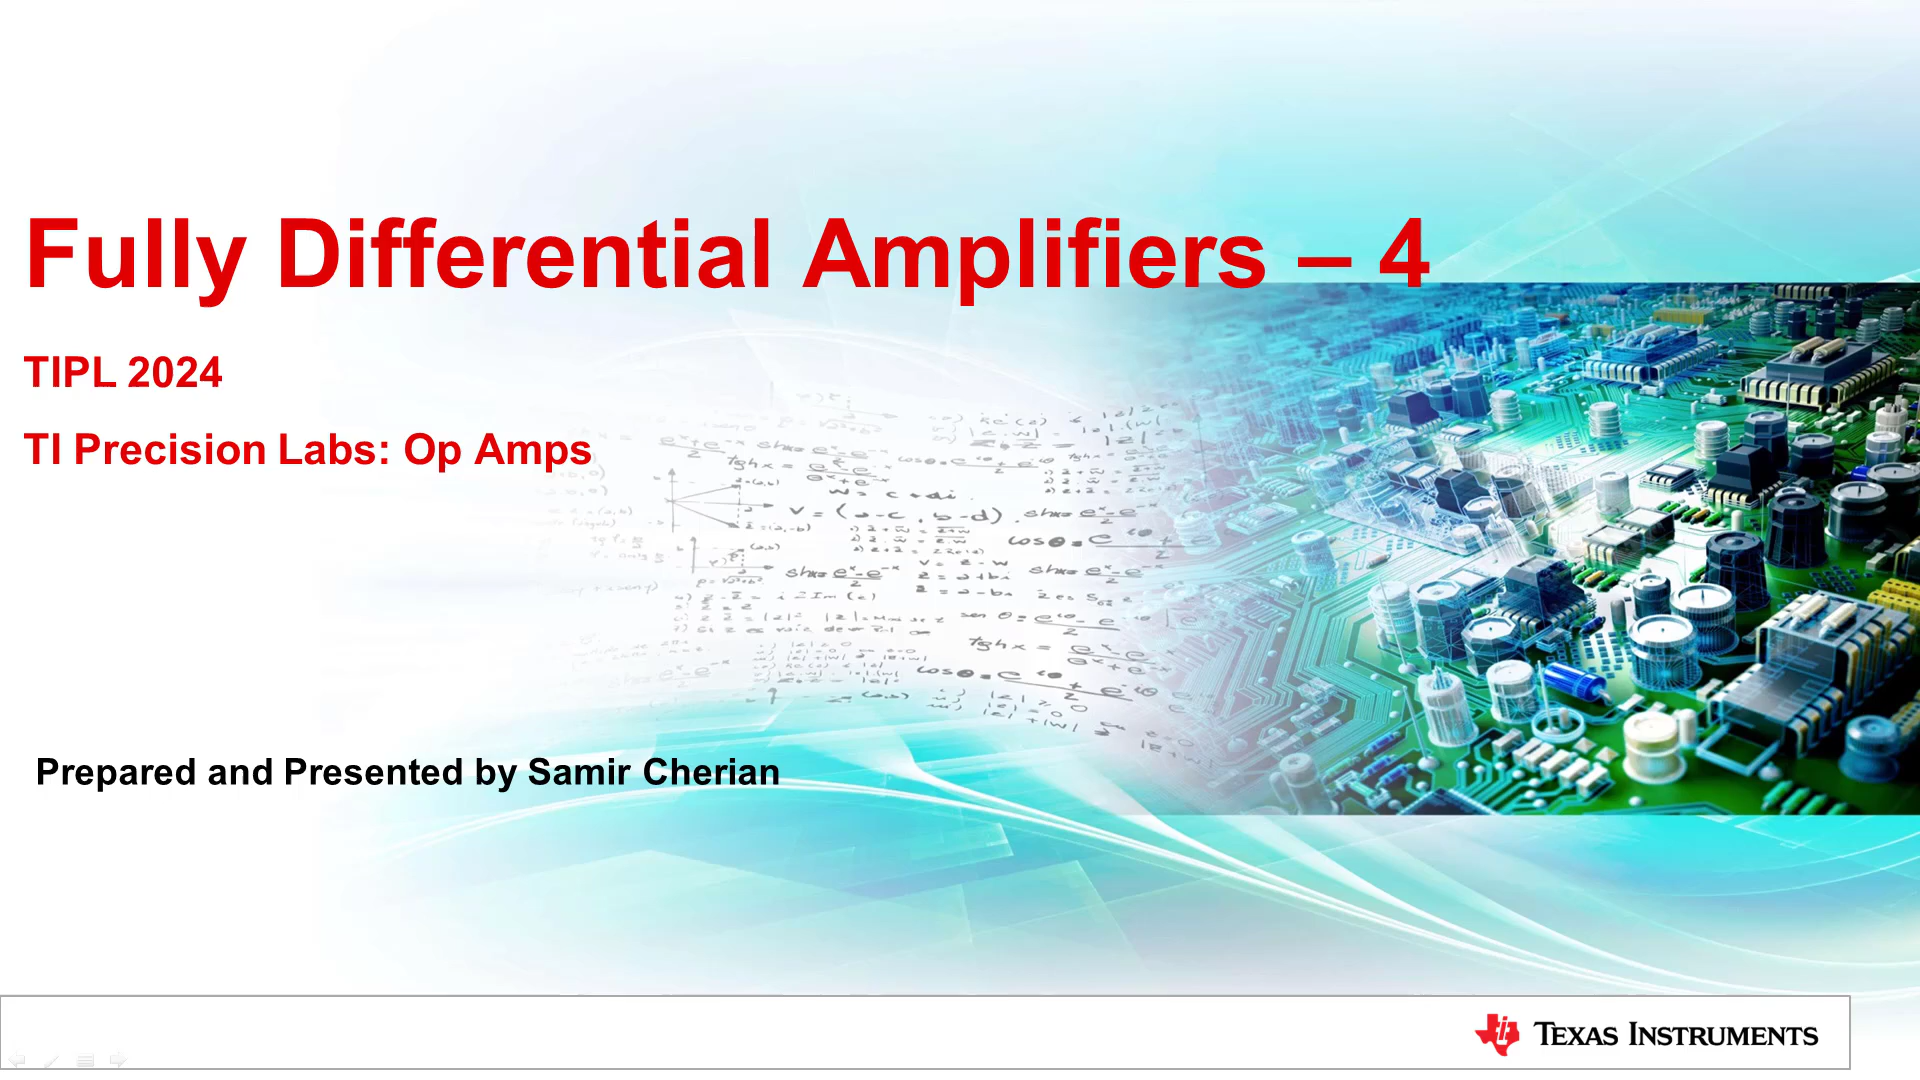 Fully Differential Amplifiers – 4
TIPL 2024
TI Precision Labs: Op Amps
Prepared and Presented by Samir Cherian
TEXAS INSTRUMENTS